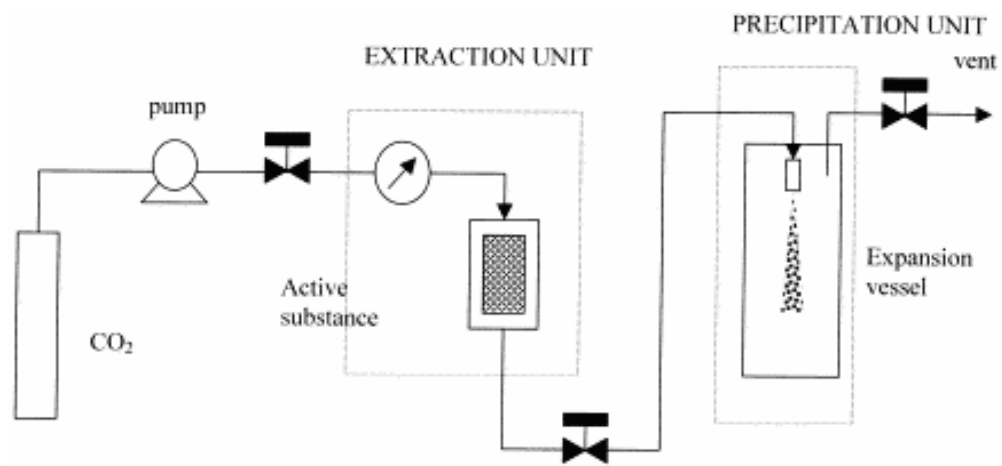 PRECIPITATION UNIT
EXTRACTION UNIT
vent
pump
Active
substance
Expansion
vessel
CO₂